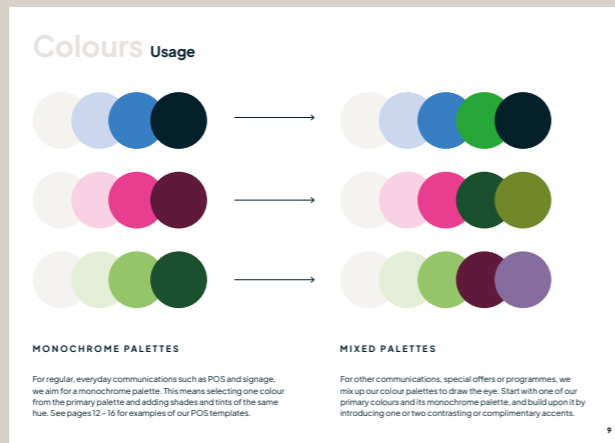 Colours Usage
MONOCHROME PALETTES
For regular, everyday communications such as POS and signage,
we aim for a monochrome palette. This means selecting one colour
from the primary palette and adding shades and tints of the same
hue. See pages 12 - 16 for examples of our POS templates.
MIXED PALETTES
For other communications, special offers or programmes, we
mix up our colour palettes to draw the eye. Start with one of our
primary colours and its monochrome palette, and build upon it by
introducing one or two contrasting or complimentary accents.
9